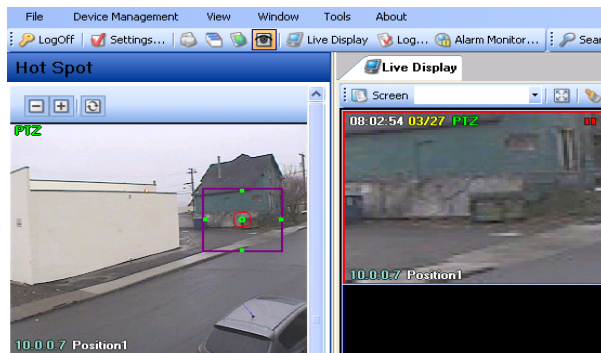 File Device Management View Window Tools About
LogOff Settings... Live Display Log... Alarm Monitor... Sear
Hot Spot
Live Display
Screen
PTZ
08:02:54 03/27 PTZ
10.0.0.7 Position1
10.0.0.7 Position1